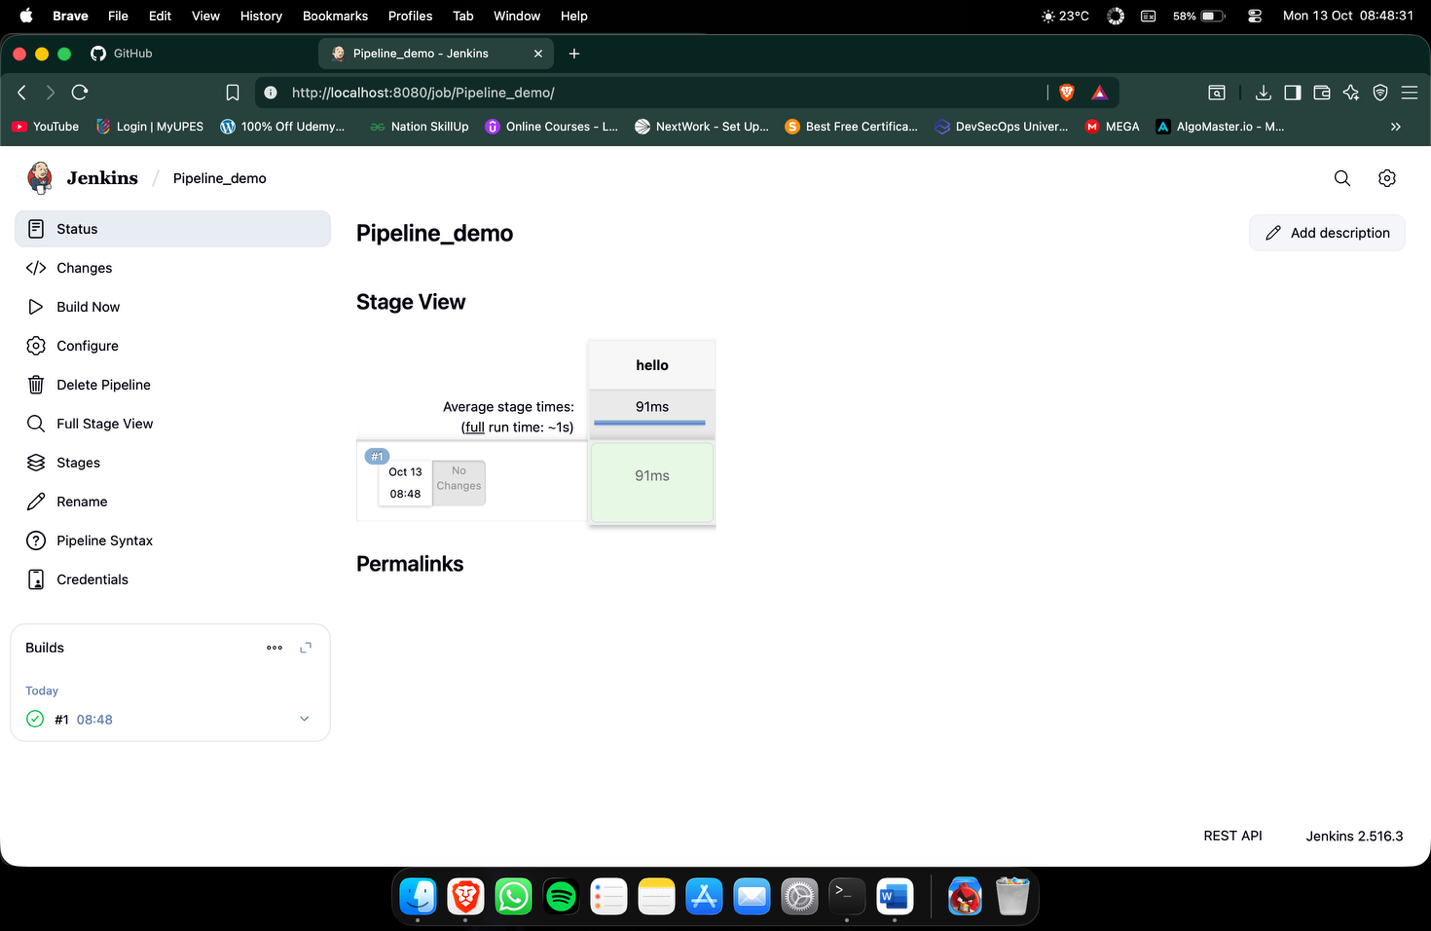 Brave File Edit View History Bookmarks Profiles Tab Window Help 23°C 58% Mon 13 Oct 08:48:31
GitHub Pipeline_demo - Jenkins
http://localhost:8080/job/Pipeline_demo/
YouTube Login | MyUPES 100% Off Udemy... Nation SkillUp Online Courses - L... NextWork - Set Up... Best Free Certifica... DevSecOps Univer... MEGA AlgoMaster.io - M...
Jenkins / Pipeline_demo
Status
Changes
Build Now
Configure
Delete Pipeline
Full Stage View
Stages
Rename
Pipeline Syntax
Credentials
Builds
Today
#1 08:48
Pipeline_demo
Add description
Stage View
hello
Average stage times: 91ms
(full run time: ~1s)
#1
Oct 13 No
08:48 Changes
91ms
Permalinks
REST API Jenkins 2.516.3